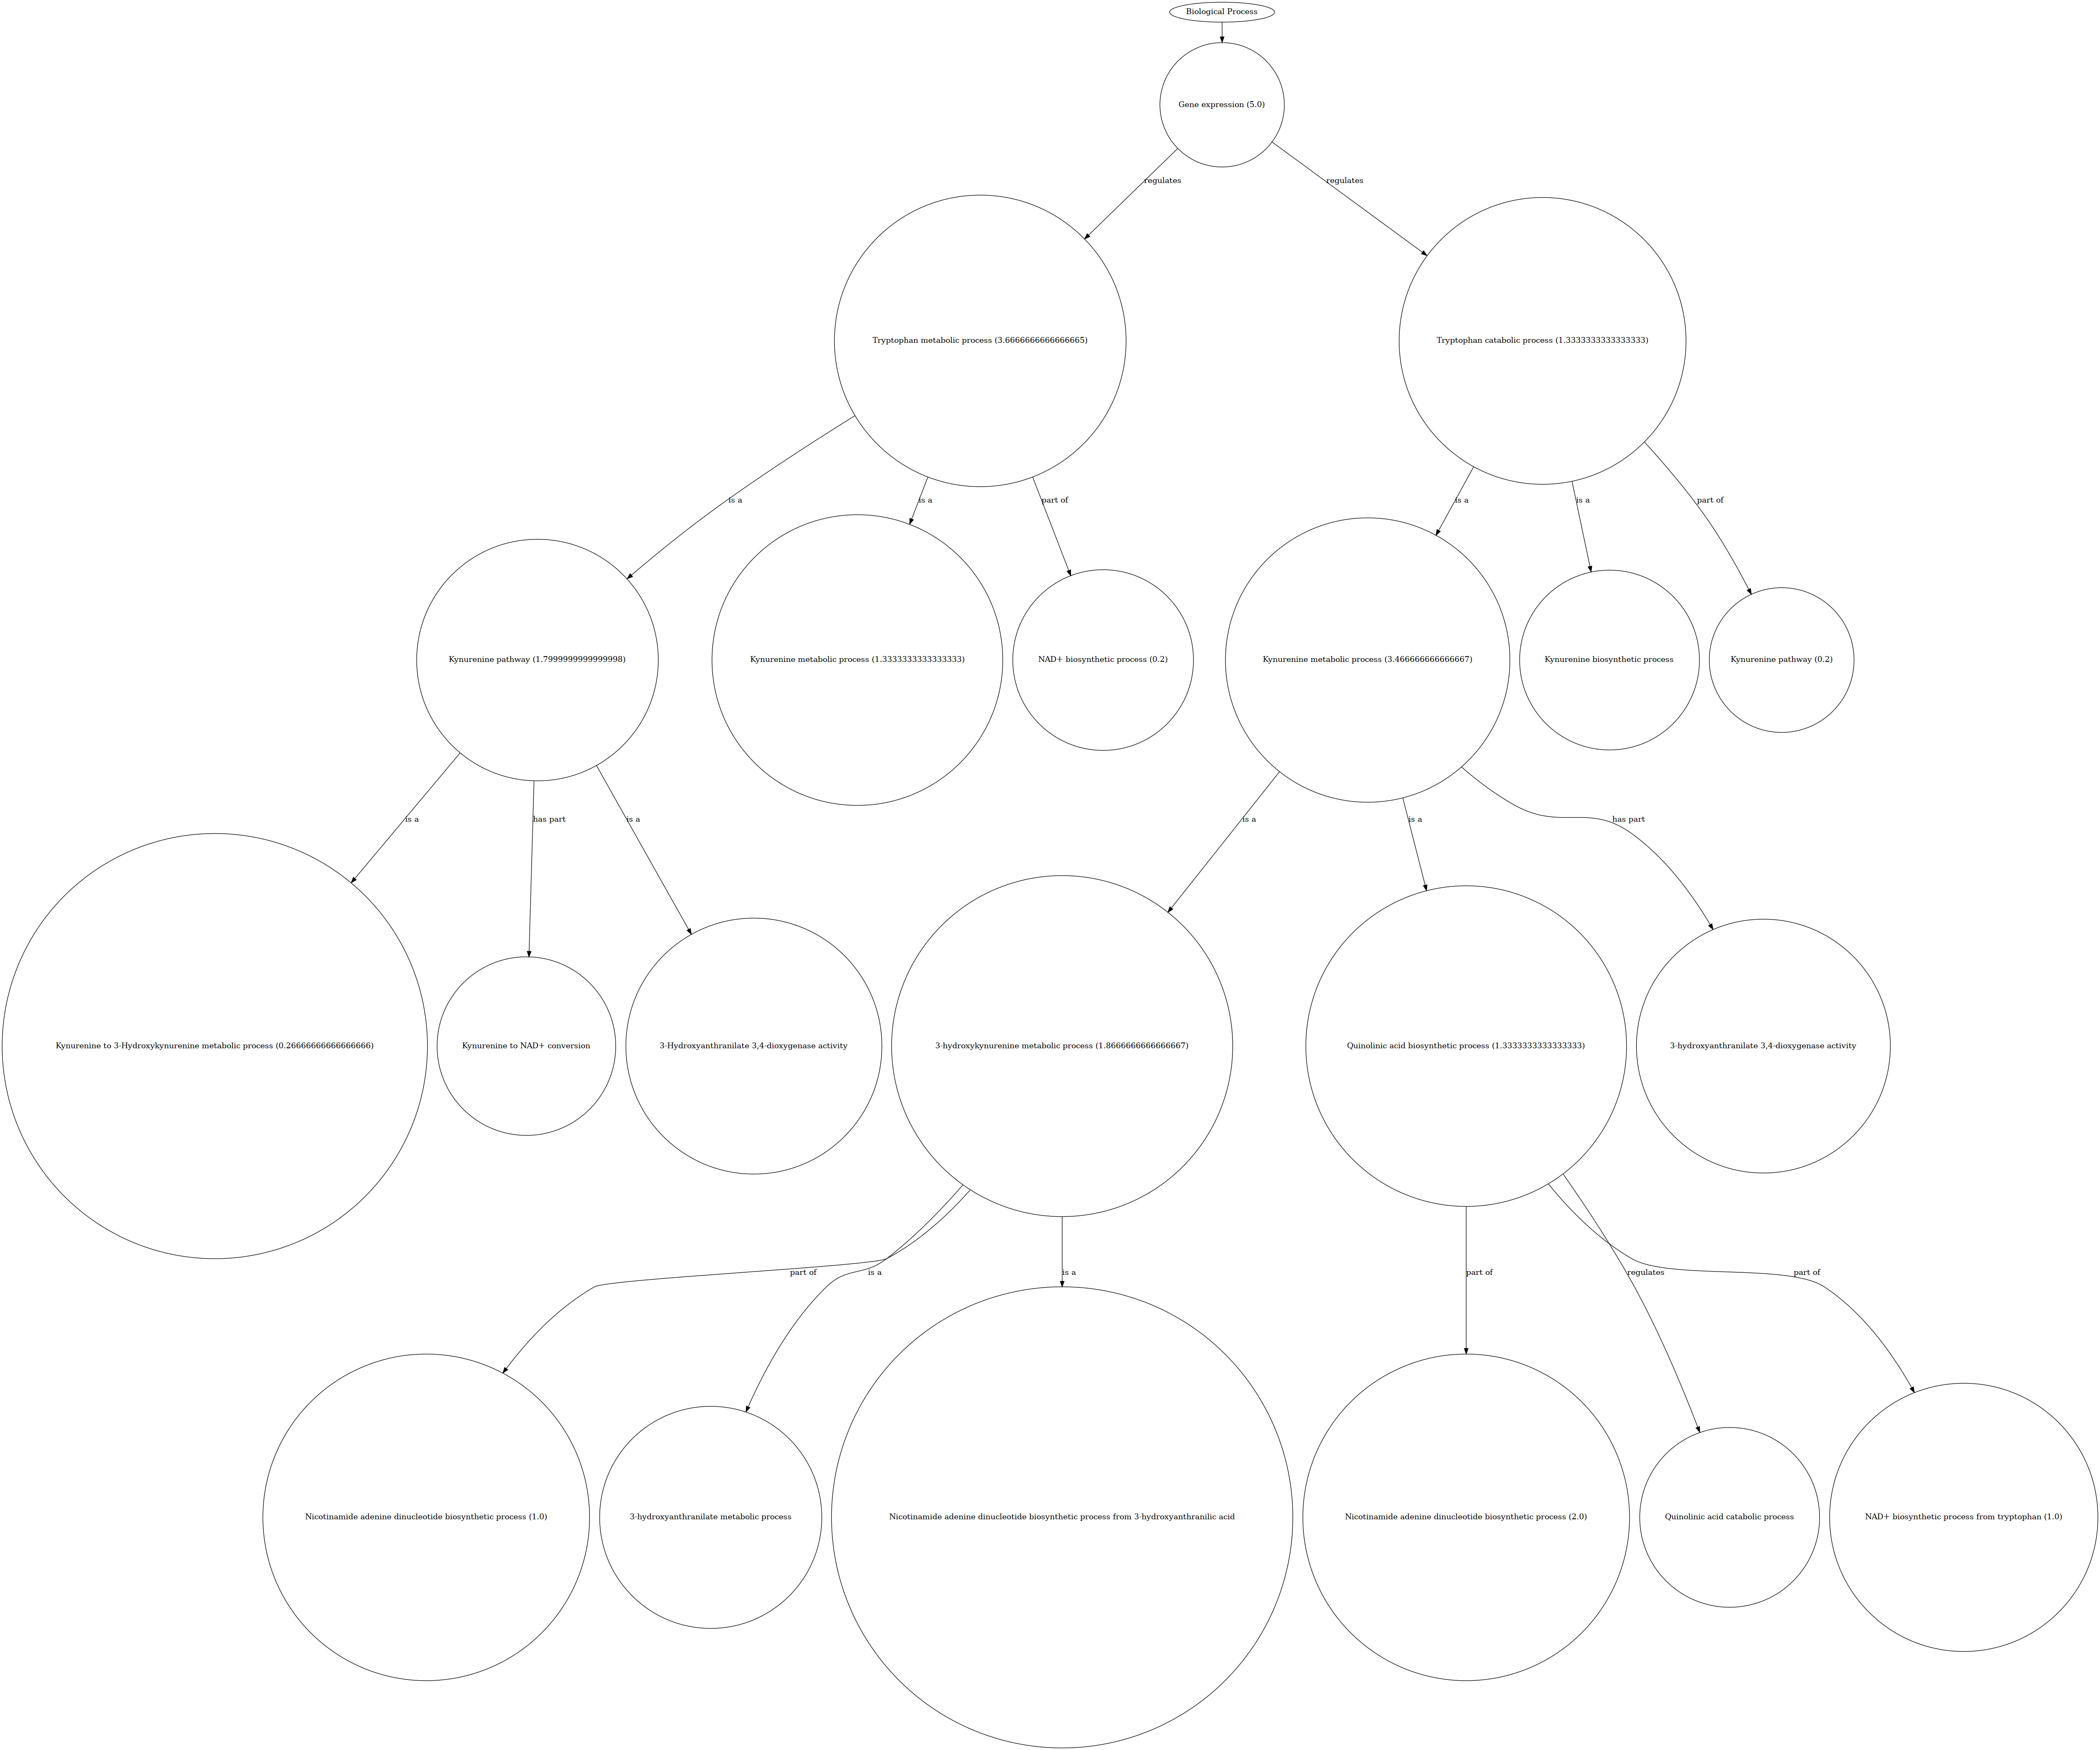 Biological Process
Gene expression (5.0)
regulates
regulates
Tryptophan metabolic process (3.6666666666666665)
Tryptophan catabolic process (1.3333333333333333)
is a
is a
part of
is a
is a
part of
Kynurenine pathway (1.7999999999999998)
Kynurenine metabolic process (1.3333333333333333)
NAD+ biosynthetic process (0.2)
Kynurenine metabolic process (3.466666666666667)
Kynurenine biosynthetic process
Kynurenine pathway (0.2)
is a
has part
is a
is a
is a
has part
Kynurenine to 3-Hydroxykynurenine metabolic process (0.26666666666666666)
Kynurenine to NAD+ conversion
3-Hydroxyanthranilate 3,4-dioxygenase activity
3-hydroxykynurenine metabolic process (1.8666666666666667)
Quinolinic acid biosynthetic process (1.3333333333333333)
3-hydroxyanthranilate 3,4-dioxygenase activity
part of
is a
is a
part of
regulates
part of
Nicotinamide adenine dinucleotide biosynthetic process (1.0)
3-hydroxyanthranilate metabolic process
Nicotinamide adenine dinucleotide biosynthetic process from 3-hydroxyanthranilic acid
Nicotinamide adenine dinucleotide biosynthetic process (2.0)
Quinolinic acid catabolic process
NAD+ biosynthetic process from tryptophan (1.0)